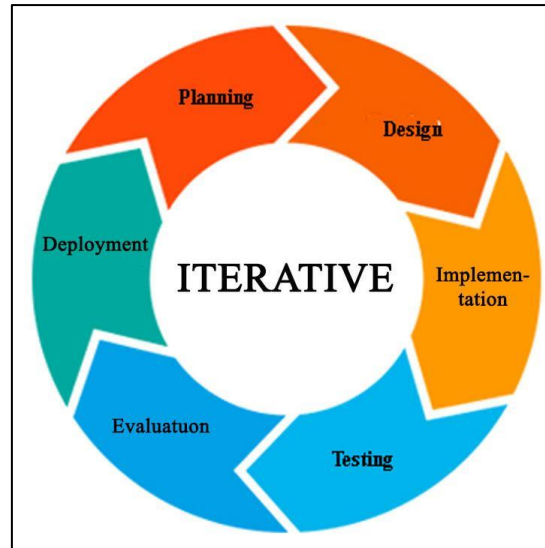 Planning
Design
Implemen-
tation
Testing
Evaluatuon
Deployment
ITERATIVE